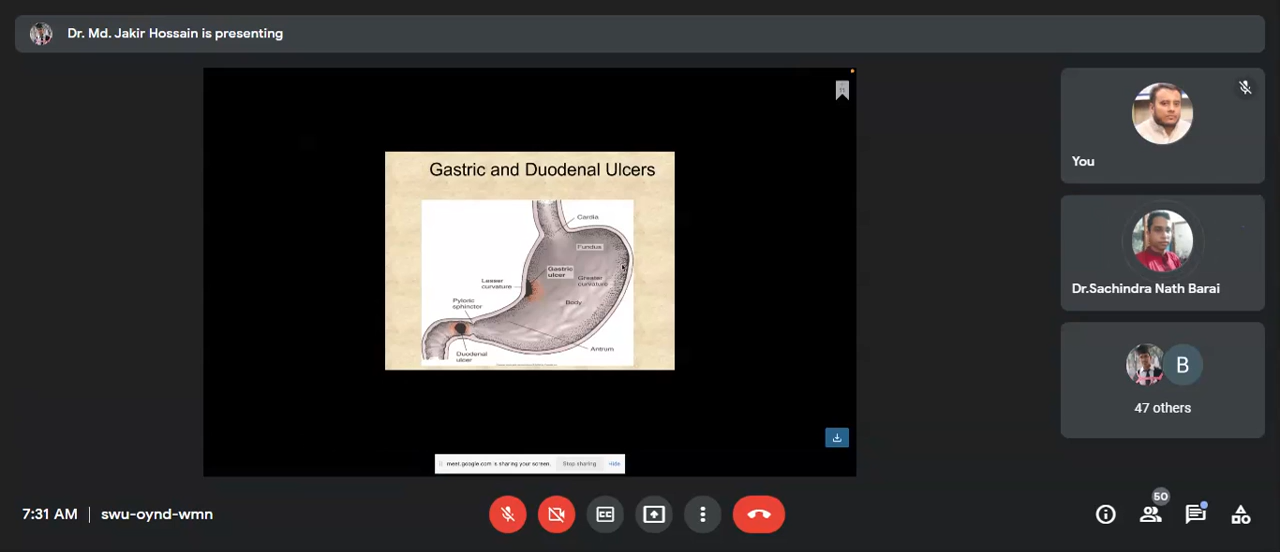 Dr. Md. Jakir Hossain is presenting
Gastric and Duodenal Ulcers
Cardia
Fundus
Gastric
ulcer
Lesser
curvature
Greater
curvature
Pyloric
sphincter
Body
Antrum
Duodenal
ulcer
meet.google.com is sharing your screen.
Stop sharing
Hide
You
Dr.Sachindra Nath Barai
B
47 others
7:31 AM
swu-oynd-wmn
CC
50